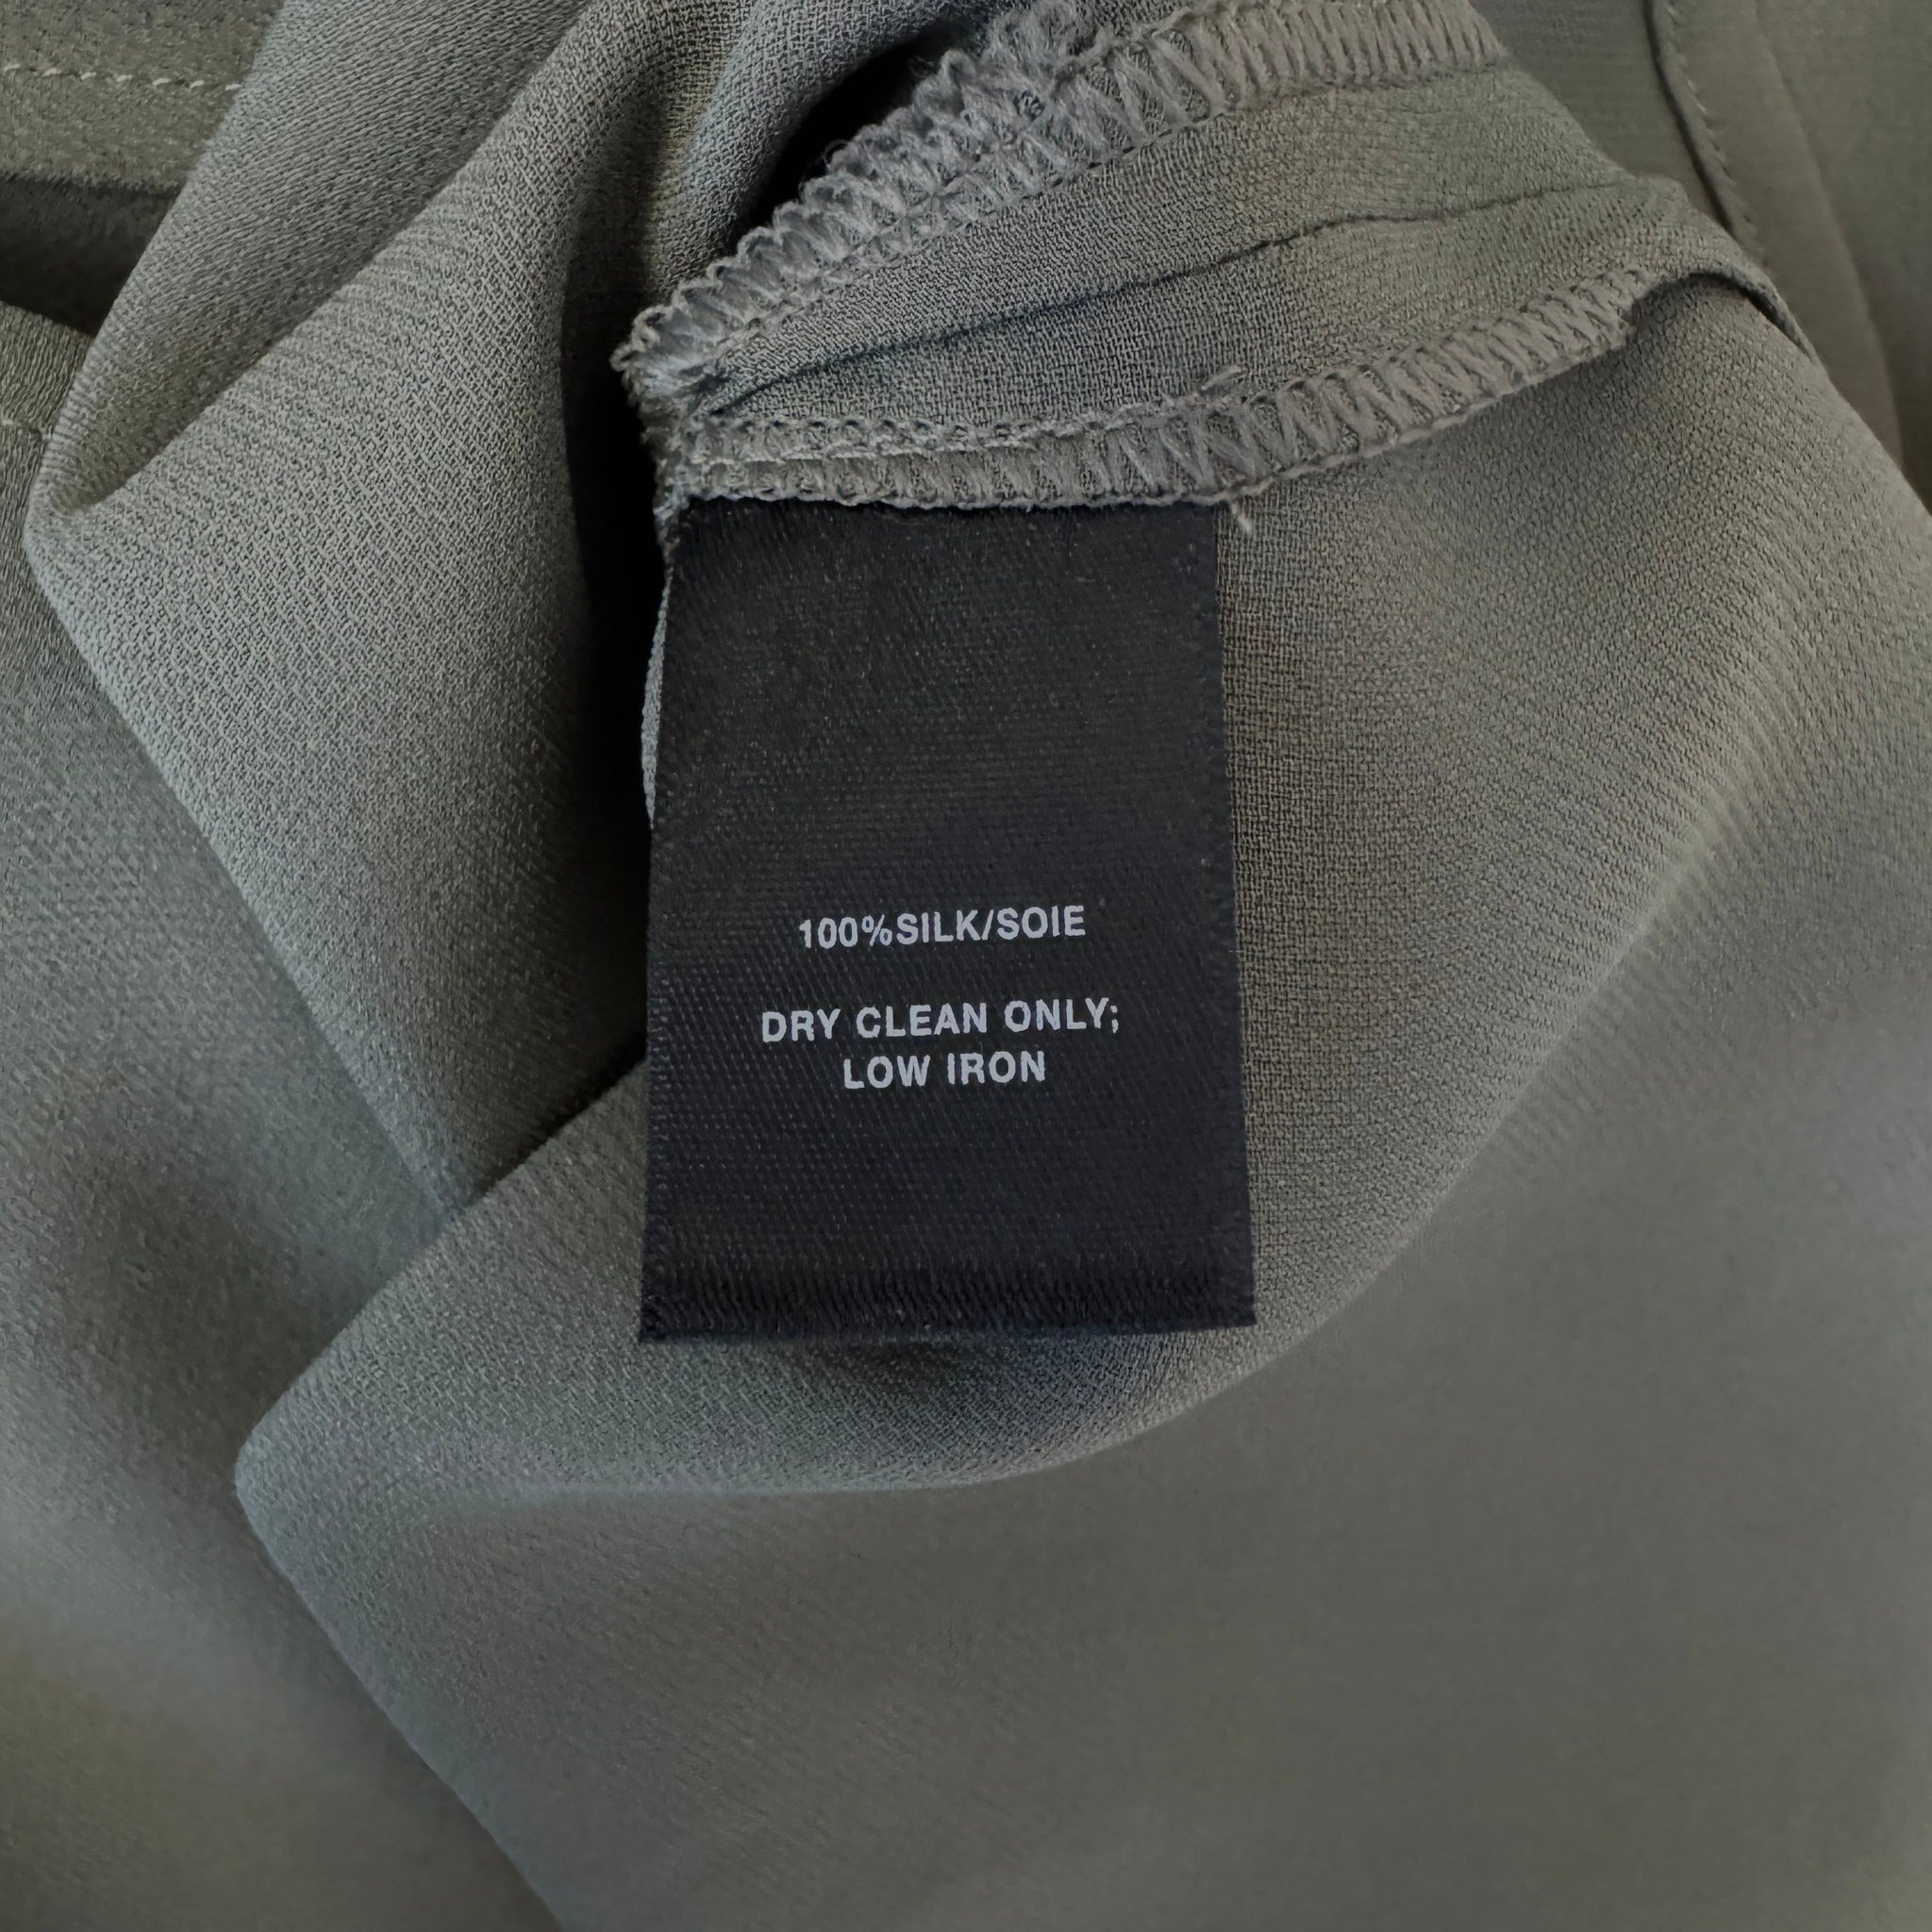 100%SILK/SOIE
DRY CLEAN ONLY;
LOW IRON